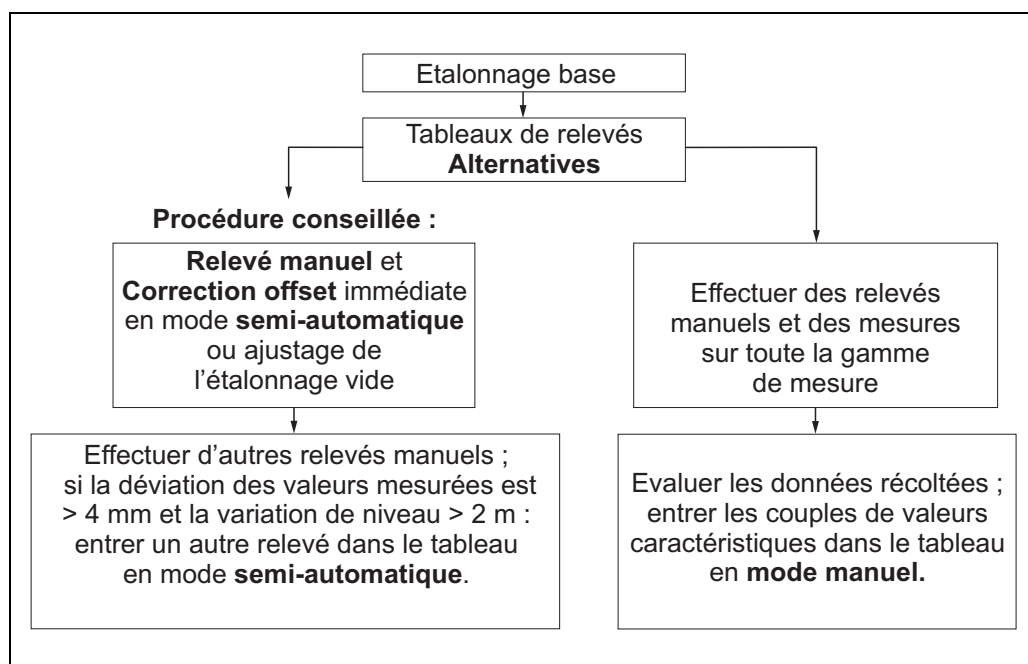 Etalonnage base
Tableaux de relevés
Alternatives
Procédure conseillée :
Relevé manuel et
Correction offset immédiate
en mode semi-automatique
ou ajustage de
l'étalonnage vide
Effectuer d'autres relevés manuels ;
si la déviation des valeurs mesurées est
> 4 mm et la variation de niveau > 2 m :
entrer un autre relevé dans le tableau
en mode semi-automatique.
Effectuer des relevés
manuels et des mesures
sur toute la gamme
de mesure
Evaluer les données récoltées ;
entrer les couples de valeurs
caractéristiques dans le tableau
en mode manuel.